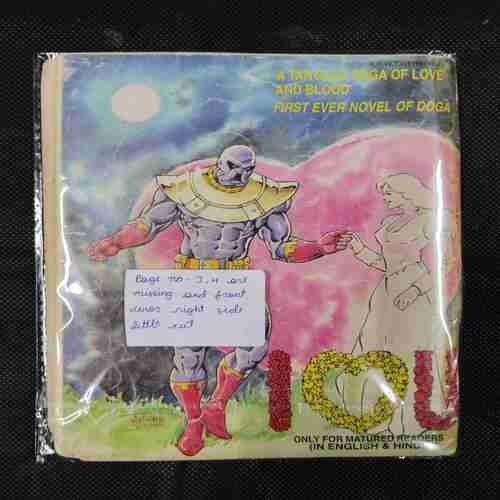 A TANGLED SAGA OF LOVE
AND BLOOD
FIRST EVER NOVEL OF DOGA
Page no - 3,4 are
missing and front
cover right side
little cut
I U
ONLY FOR MATURED READERS
(IN ENGLISH & HINDI